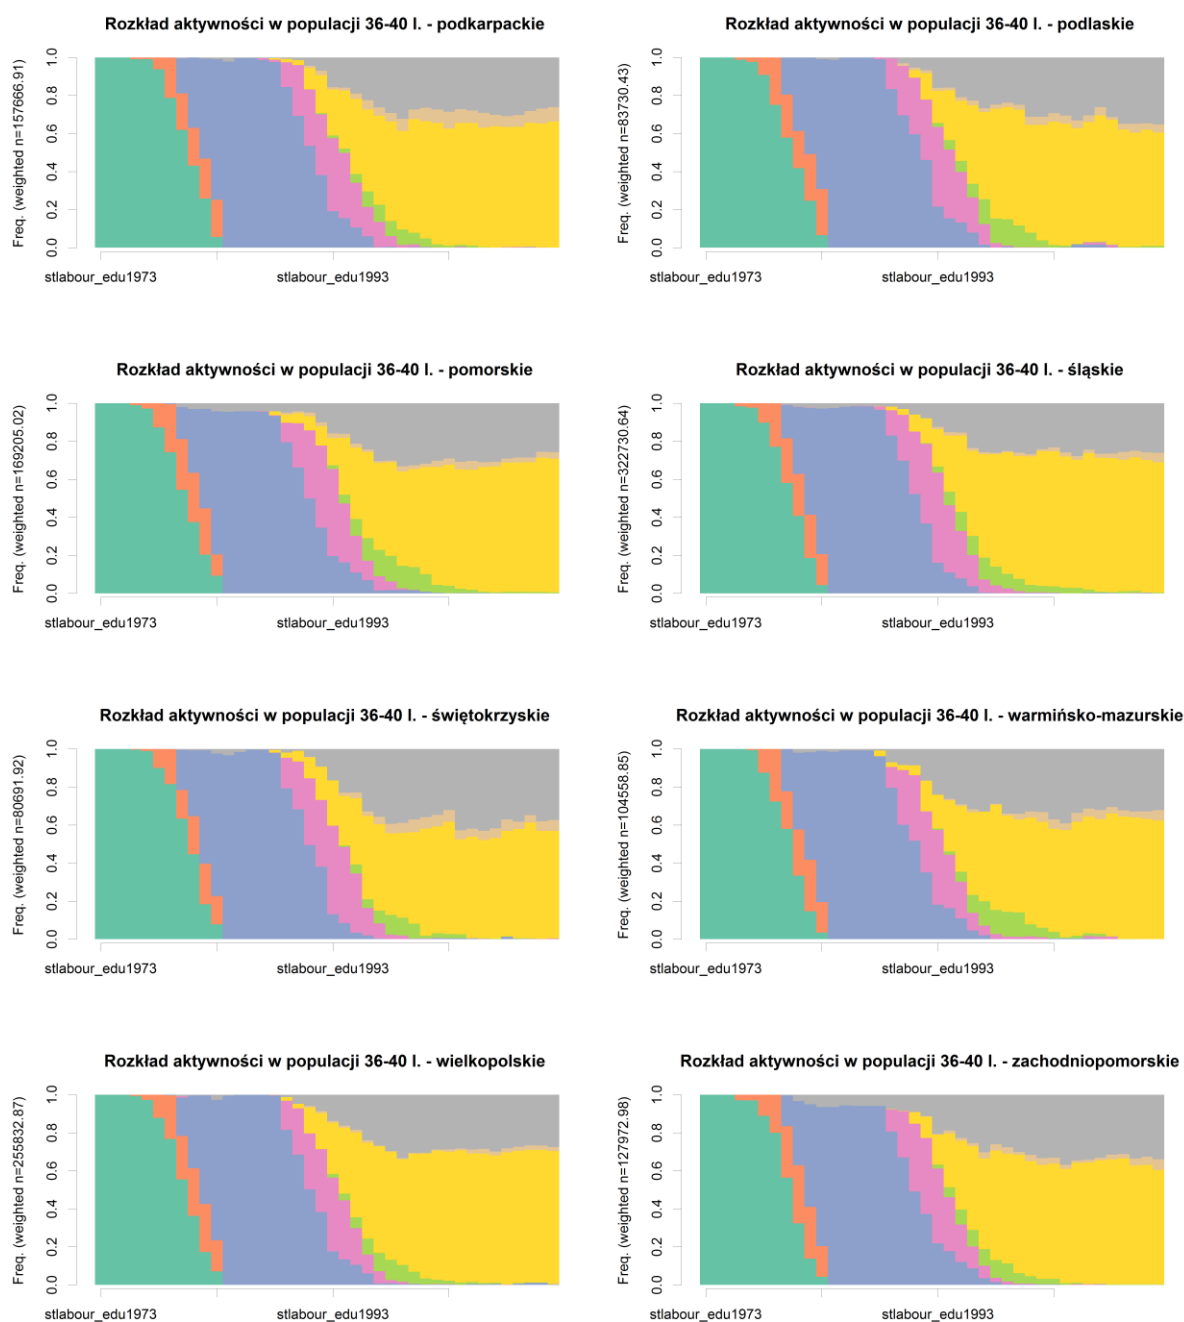 Rozkład aktywności w populacji 36-40 l. - podkarpackie
Freq. (weighted n=157666.91)
0.0 0.2 0.4 0.6 0.8 1.0
stlabour_edu1973 stlabour_edu1993
Rozkład aktywności w populacji 36-40 l. - podlaskie
Freq. (weighted n=83730.43)
0.0 0.2 0.4 0.6 0.8 1.0
stlabour_edu1973 stlabour_edu1993
Rozkład aktywności w populacji 36-40 l. - pomorskie
Freq. (weighted n=169205.02)
0.0 0.2 0.4 0.6 0.8 1.0
stlabour_edu1973 stlabour_edu1993
Rozkład aktywności w populacji 36-40 l. - śląskie
Freq. (weighted n=322730.64)
0.0 0.2 0.4 0.6 0.8 1.0
stlabour_edu1973 stlabour_edu1993
Rozkład aktywności w populacji 36-40 l. - świętokrzyskie
Freq. (weighted n=80691.92)
0.0 0.2 0.4 0.6 0.8 1.0
stlabour_edu1973 stlabour_edu1993
Rozkład aktywności w populacji 36-40 l. - warmińsko-mazurskie
Freq. (weighted n=104558.85)
0.0 0.2 0.4 0.6 0.8 1.0
stlabour_edu1973 stlabour_edu1993
Rozkład aktywności w populacji 36-40 l. - wielkopolskie
Freq. (weighted n=255832.87)
0.0 0.2 0.4 0.6 0.8 1.0
stlabour_edu1973 stlabour_edu1993
Rozkład aktywności w populacji 36-40 l. - zachodniopomorskie
Freq. (weighted n=127972.98)
0.0 0.2 0.4 0.6 0.8 1.0
stlabour_edu1973 stlabour_edu1993